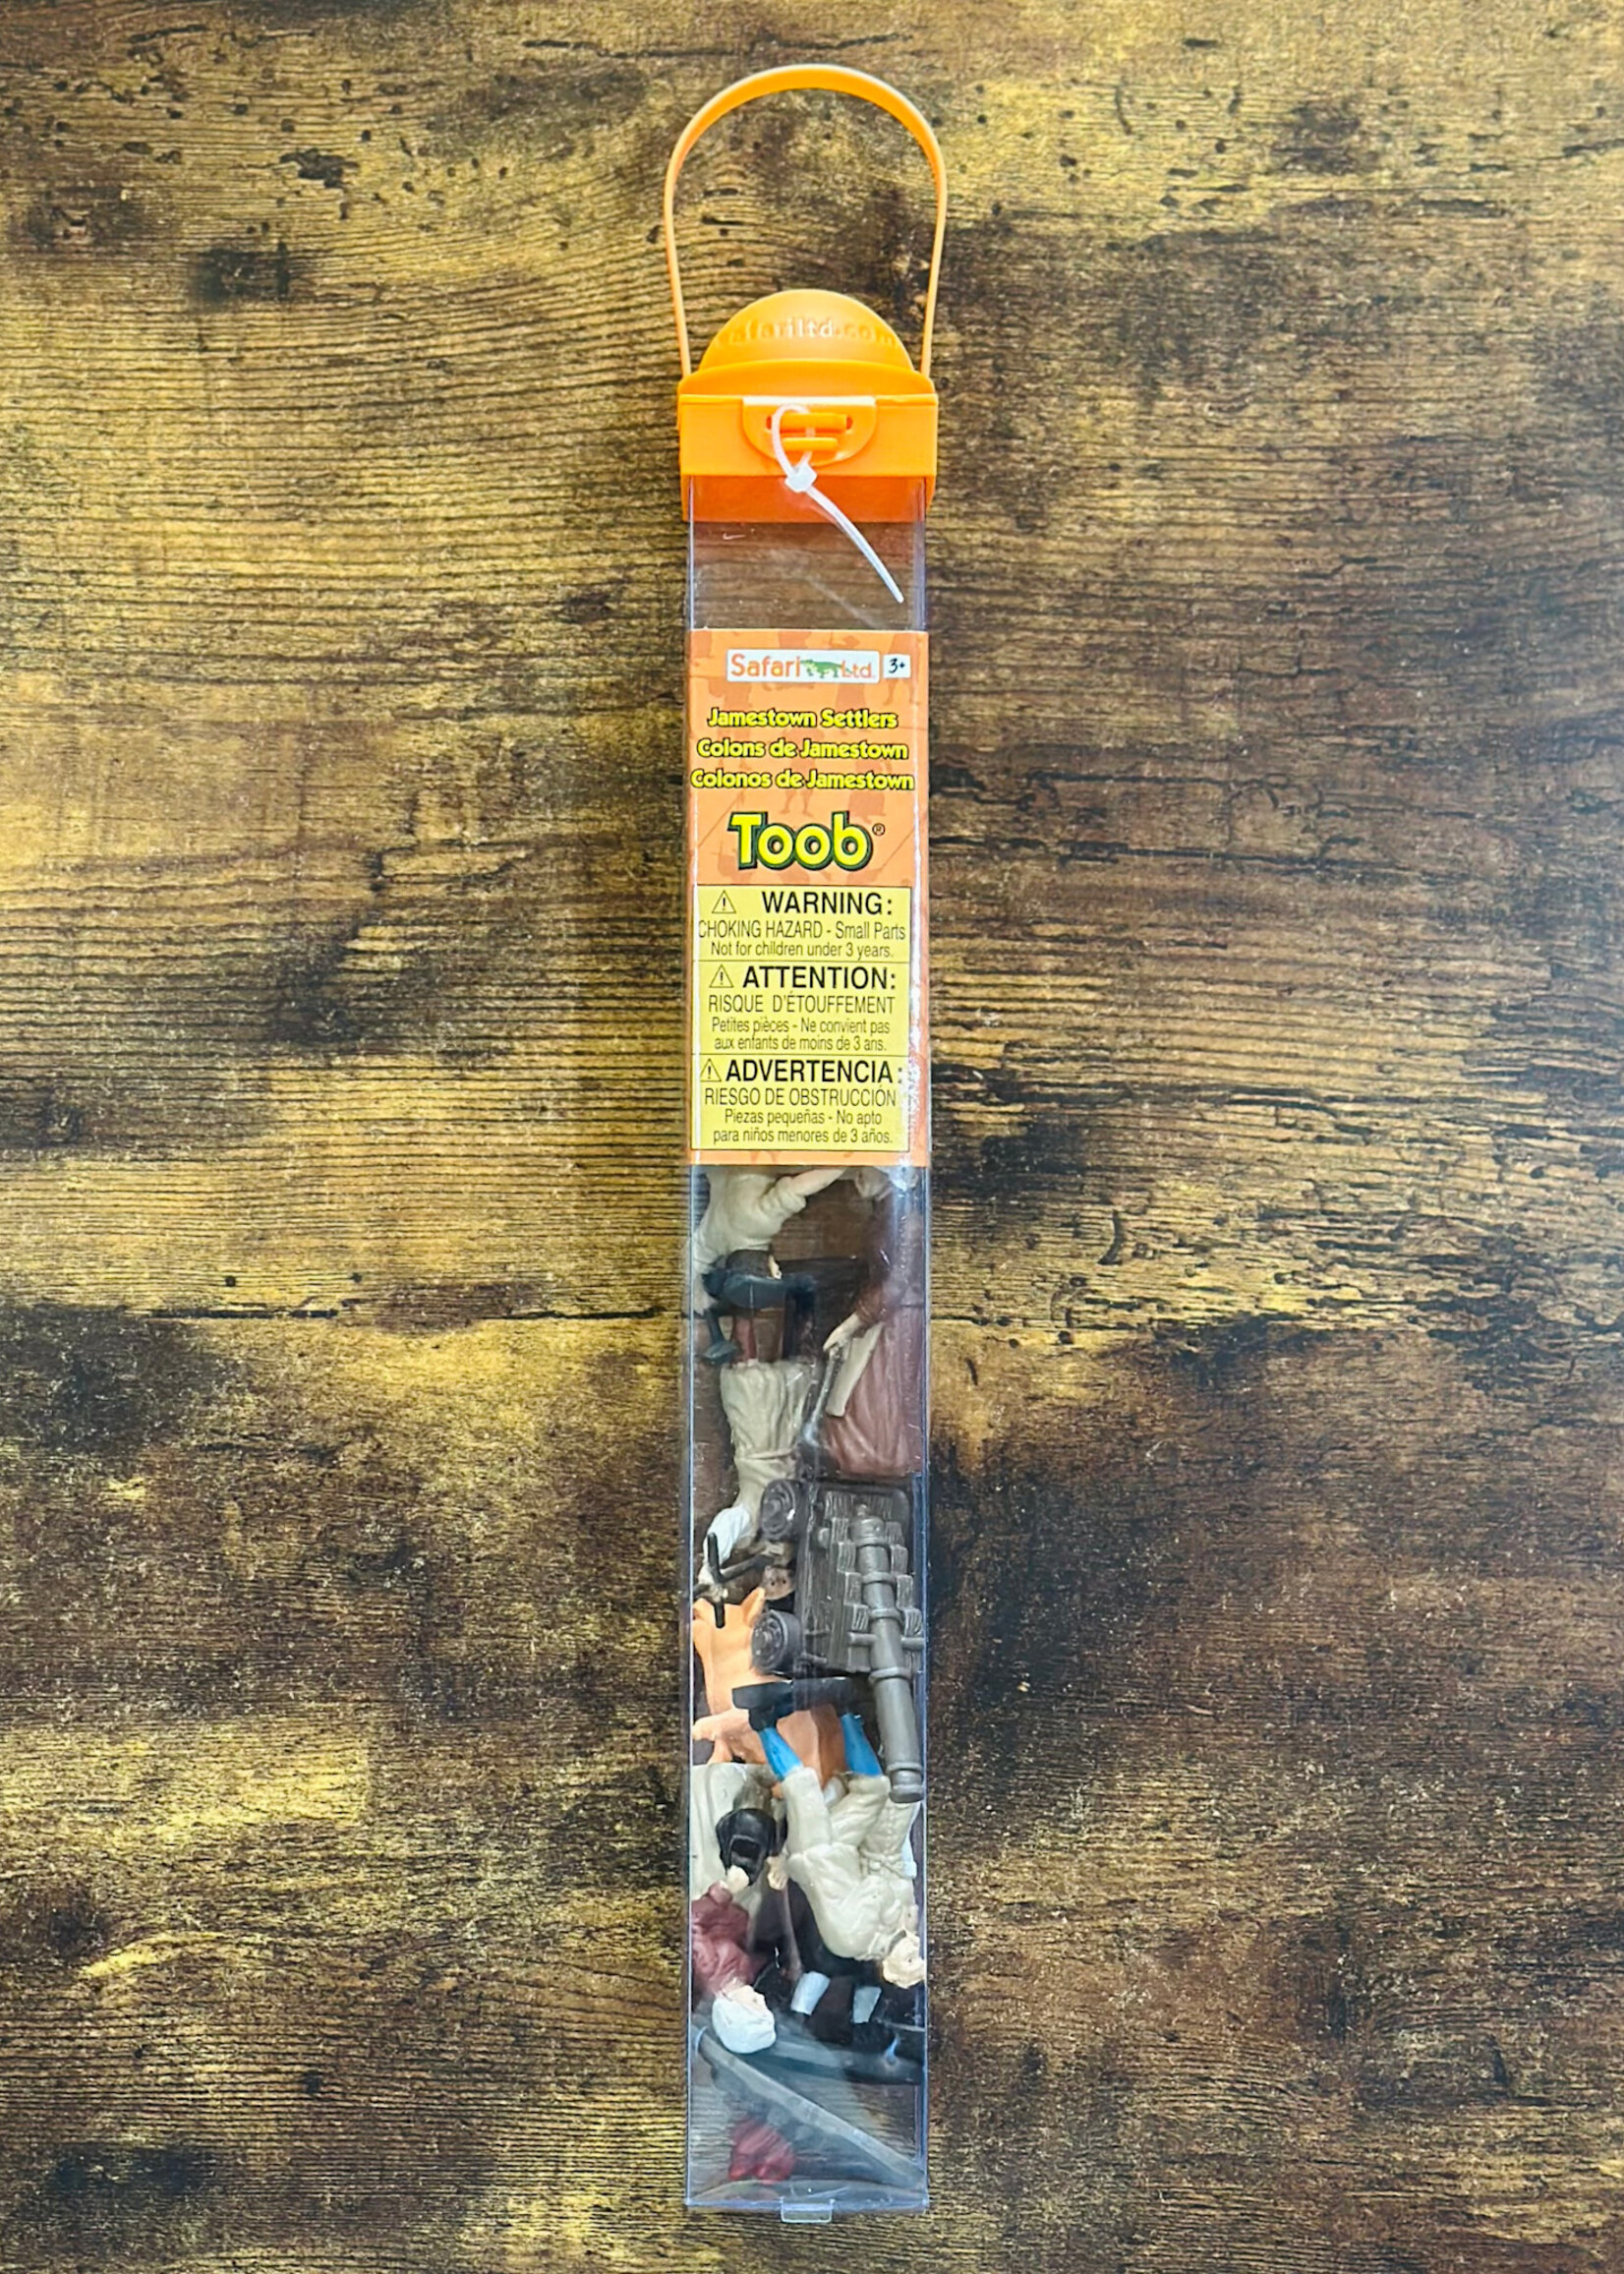 safariltd.com
Safari Ltd. 3+
Jamestown Settlers
Colons de Jamestown
Colonos de Jamestown
Toob®
WARNING:
CHOKING HAZARD - Small Parts
Not for children under 3 years.
ATTENTION:
RISQUE D'ÉTOUFFEMENT
Petites pièces - Ne convient pas
aux enfants de moins de 3 ans.
ADVERTENCIA:
RIESGO DE OBSTRUCCIÓN
Piezas pequeñas - No apto
para niños menores de 3 años.